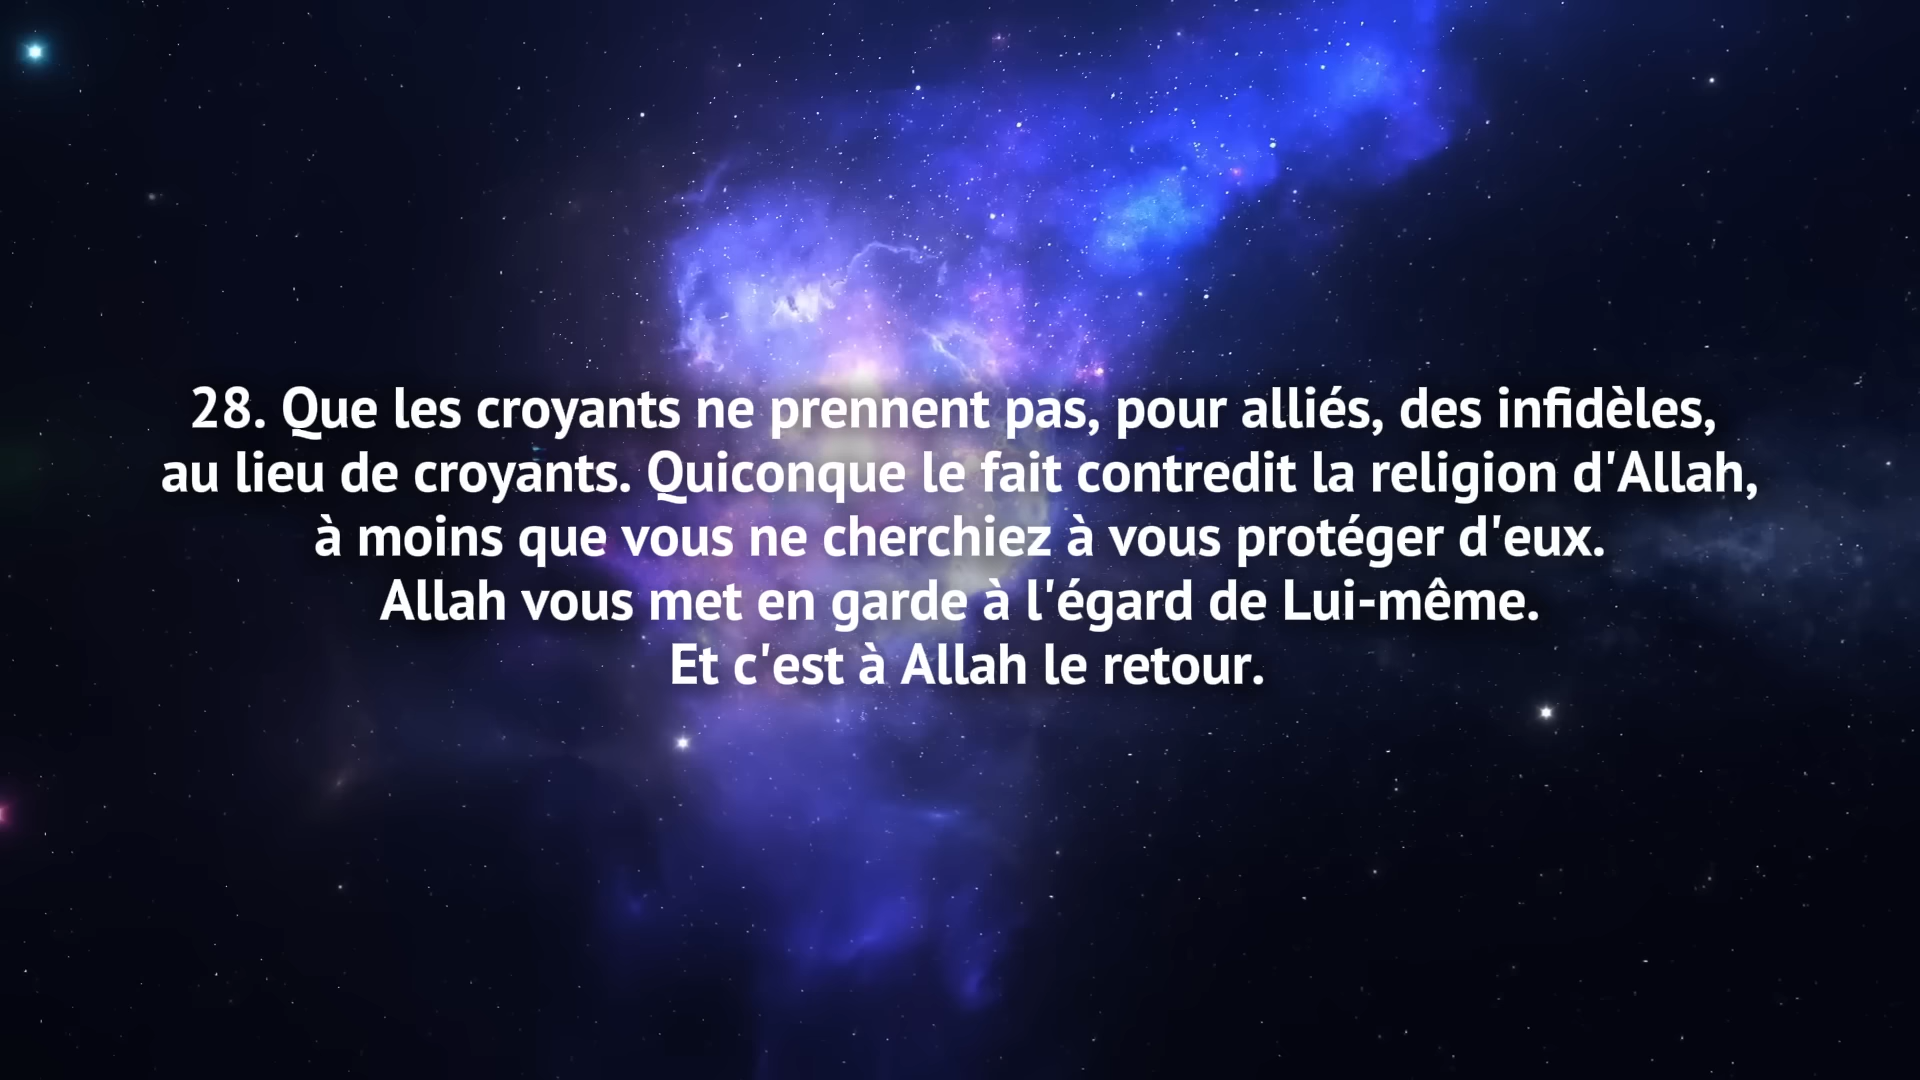 28. Que les croyants ne prennent pas, pour alliés, des infidèles,
au lieu de croyants. Quiconque le fait contredit la religion d'Allah,
à moins que vous ne cherchiez à vous protéger d'eux.
Allah vous met en garde à l'égard de Lui-même.
Et c'est à Allah le retour.